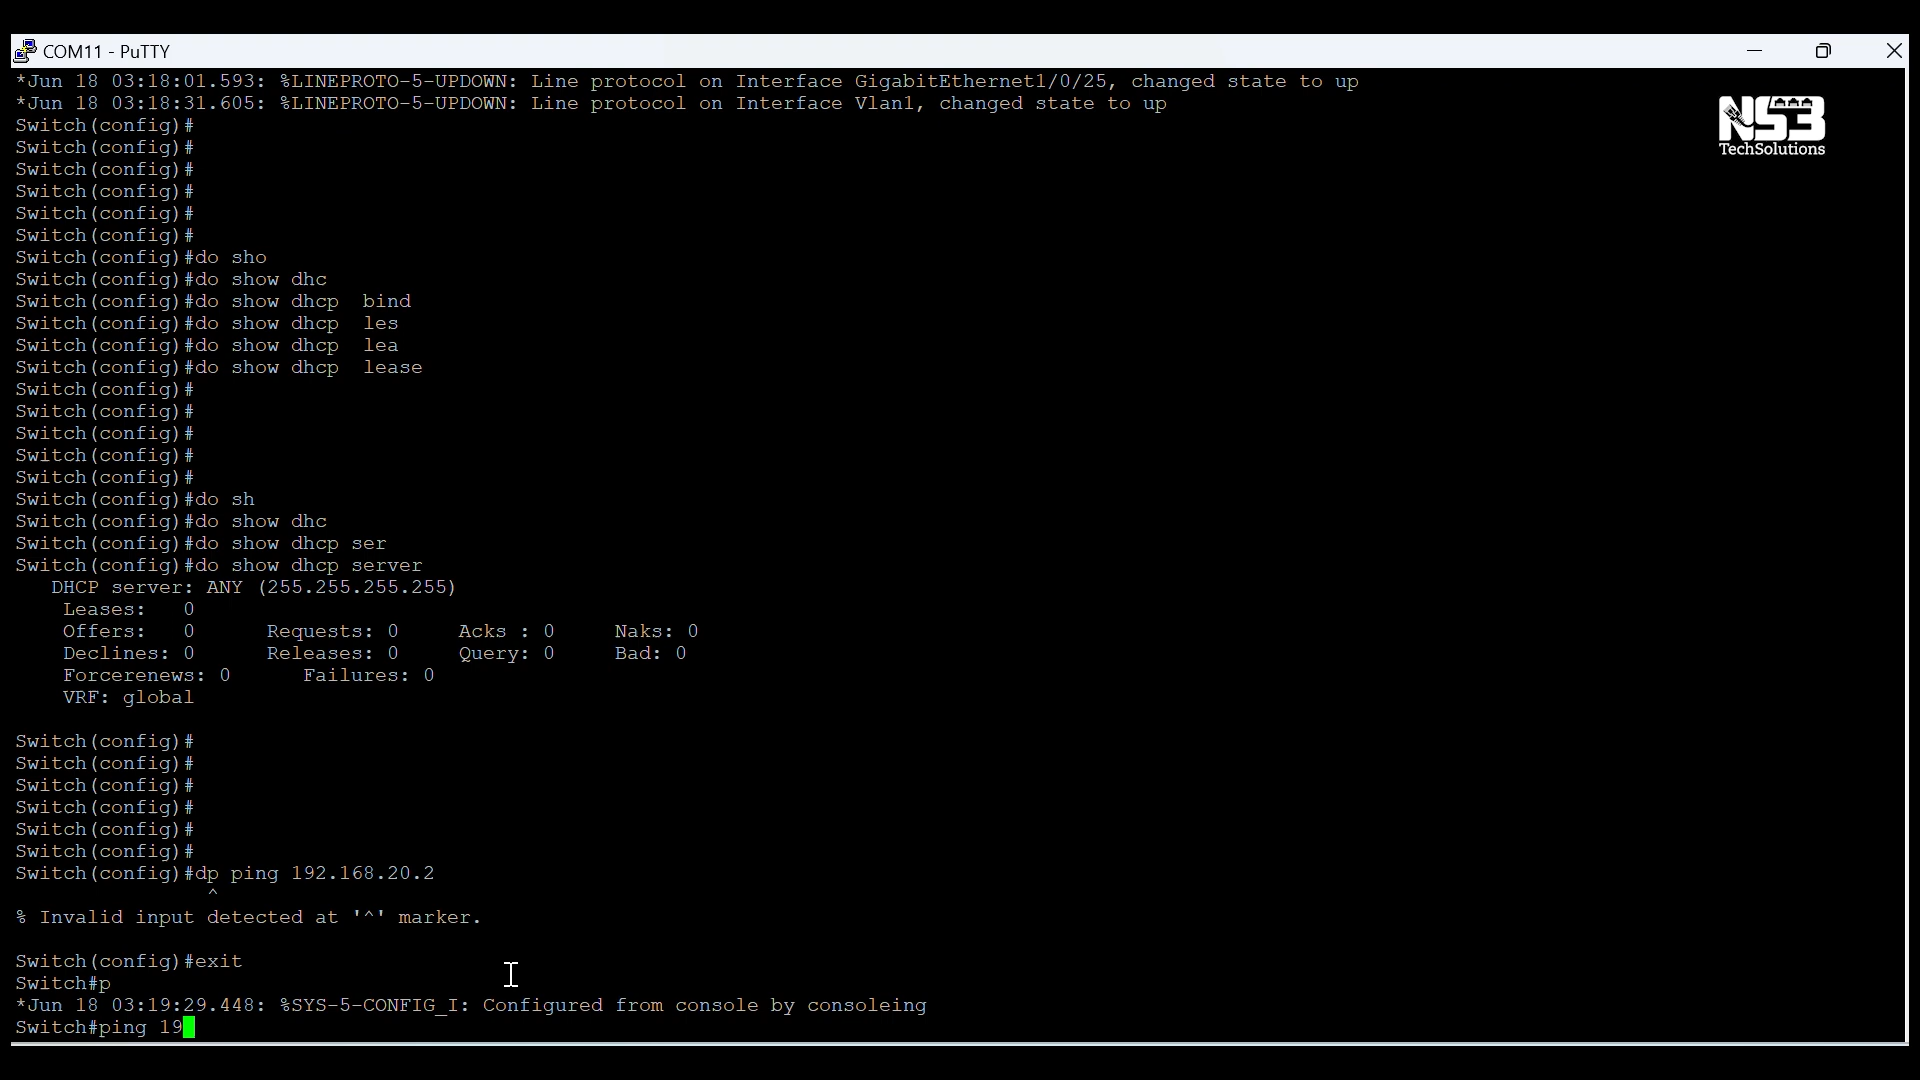 COM11 - PuTTY
*Jun 18 03:18:01.593: %LINEPROTO-5-UPDOWN: Line protocol on Interface GigabitEthernet1/0/25, changed state to up
*Jun 18 03:18:31.605: %LINEPROTO-5-UPDOWN: Line protocol on Interface Vlan1, changed state to up
NS3
TechSolutions
Switch(config)#
Switch(config)#
Switch(config)#
Switch(config)#
Switch(config)#
Switch(config)#
Switch(config)#do sho
Switch(config)#do show dhc
Switch(config)#do show dhcp  bind
Switch(config)#do show dhcp  les
Switch(config)#do show dhcp  lea
Switch(config)#do show dhcp  lease
Switch(config)#
Switch(config)#
Switch(config)#
Switch(config)#
Switch(config)#
Switch(config)#do sh
Switch(config)#do show dhc
Switch(config)#do show dhcp ser
Switch(config)#do show dhcp server
   DHCP server: ANY (255.255.255.255)
    Leases:   0
    Offers:   0      Requests: 0     Acks : 0     Naks: 0
    Declines: 0      Releases: 0     Query: 0     Bad: 0
    Forcerenews: 0      Failures: 0
    VRF: global
Switch(config)#
Switch(config)#
Switch(config)#
Switch(config)#
Switch(config)#
Switch(config)#
Switch(config)#dp ping 192.168.20.2
                ^
% Invalid input detected at '^' marker.
Switch(config)#exit
Switch#p
*Jun 18 03:19:29.448: %SYS-5-CONFIG_I: Configured from console by consoleing
Switch#ping 19